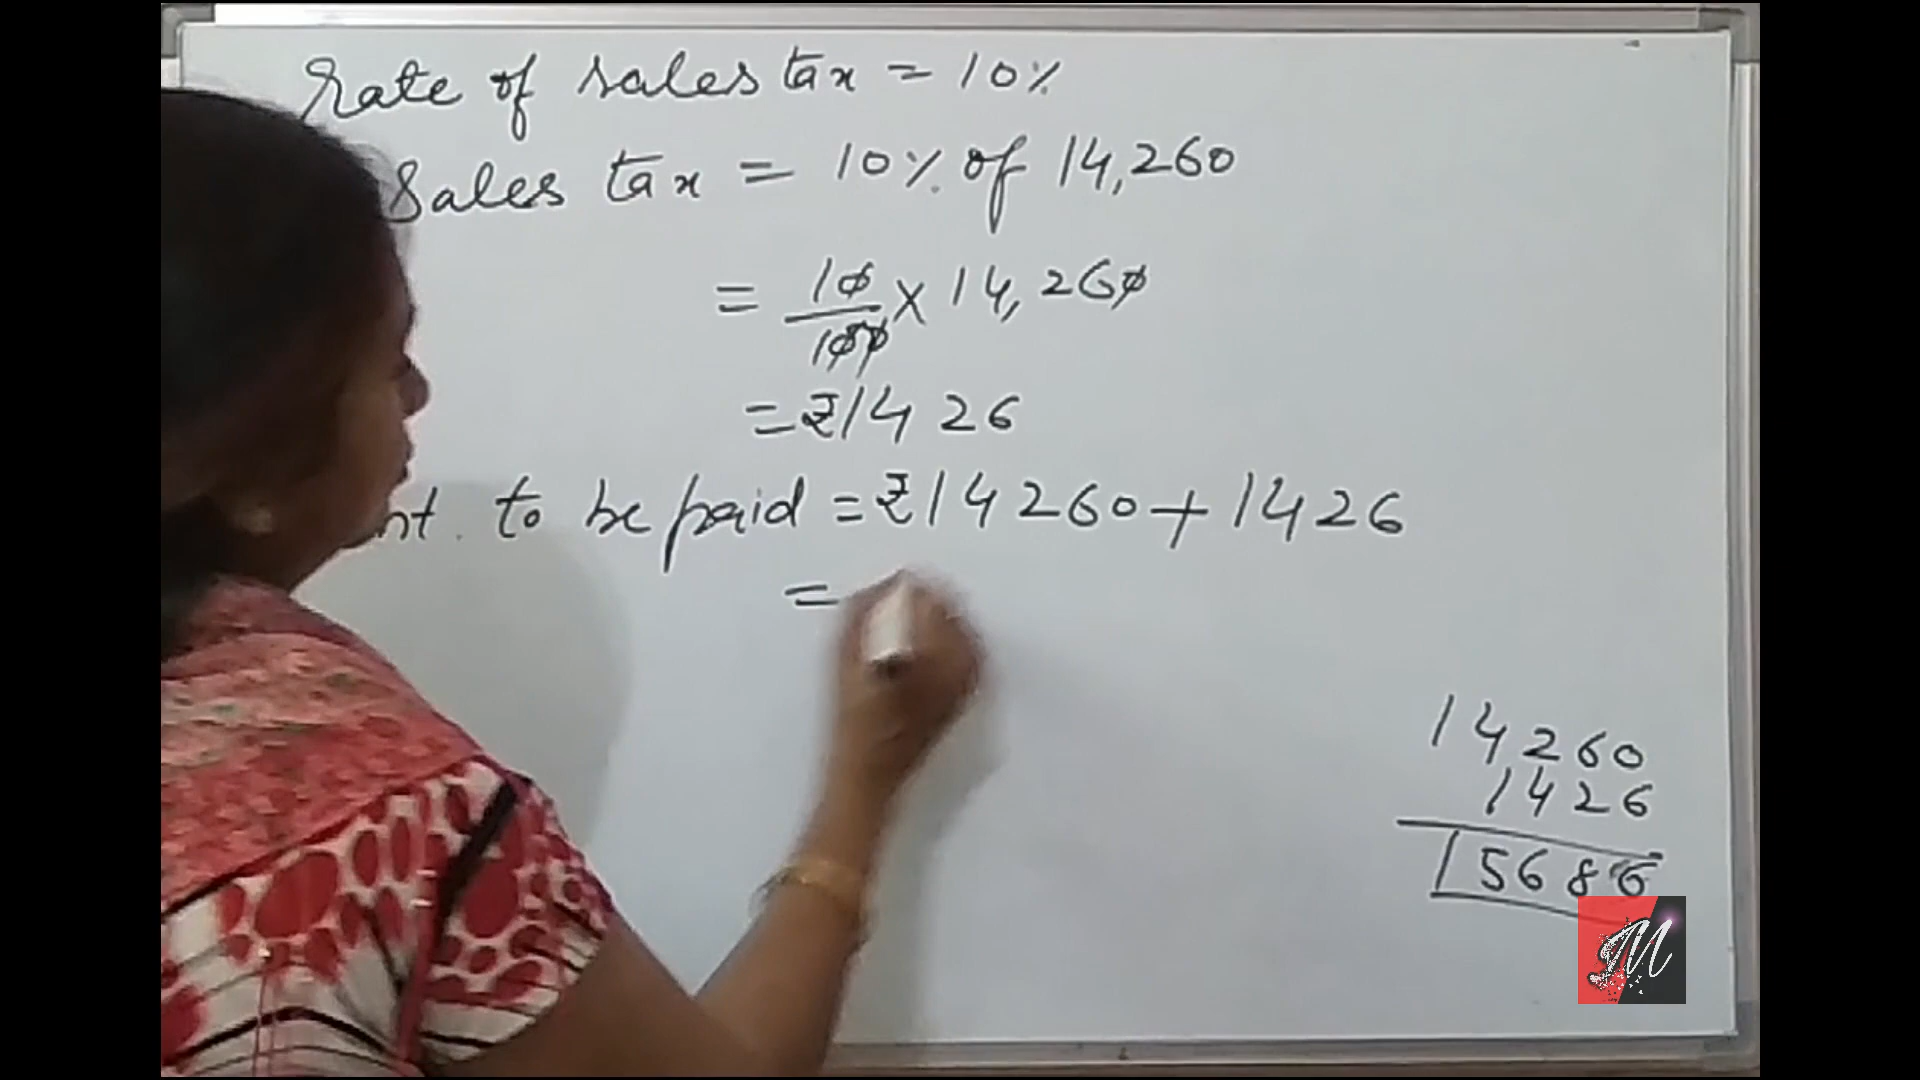 Rate of sales tax = 10%
Sales tax = 10% of 14,260
= 10/100 x 14,260
= ₹1426
nt. to be paid = ₹14260 + 1426
=
14260
1426
15686
M